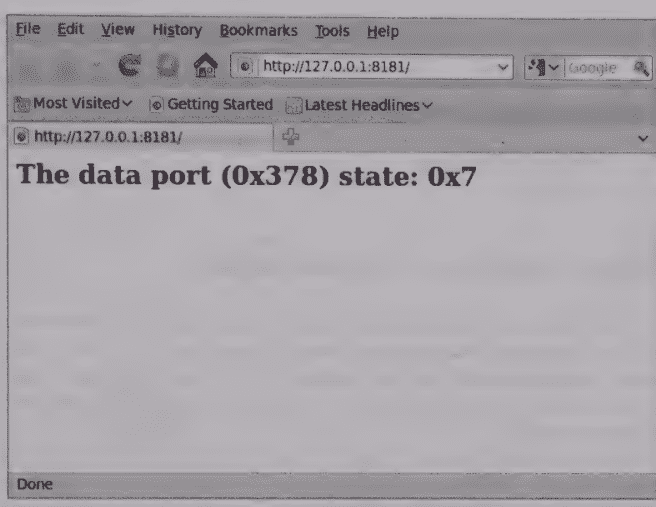 File Edit View History Bookmarks Tools Help
http://127.0.0.1:8181/ Google
Most Visited Getting Started Latest Headlines
http://127.0.0.1:8181/
The data port (0x378) state: 0x7
Done